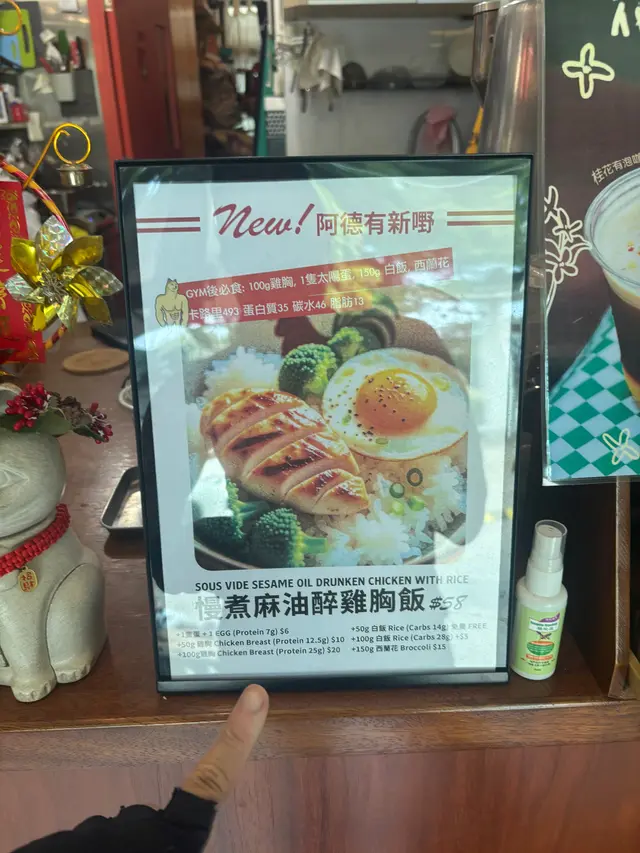 New! 阿德有新嘢
GYM後必食: 100g雞胸, 1隻太陽蛋, 150g 白飯, 西蘭花
卡路里493 蛋白質35 碳水46 脂肪13
SOUS VIDE SESAME OIL DRUNKEN CHICKEN WITH RICE
慢煮麻油醉雞胸飯 $58
+1隻蛋 + 1 EGG (Protein 7g) $6
+50g 雞胸 Chicken Breast (Protein 12.5g) $10
+100g雞胸 Chicken Breast (Protein 25g) $20
+50g 白飯 Rice (Carbs 14g) 免費 FREE
+100g 白飯 Rice (Carbs 28g) +$5
+150g 西蘭花 Broccoli $15
桂花有泡